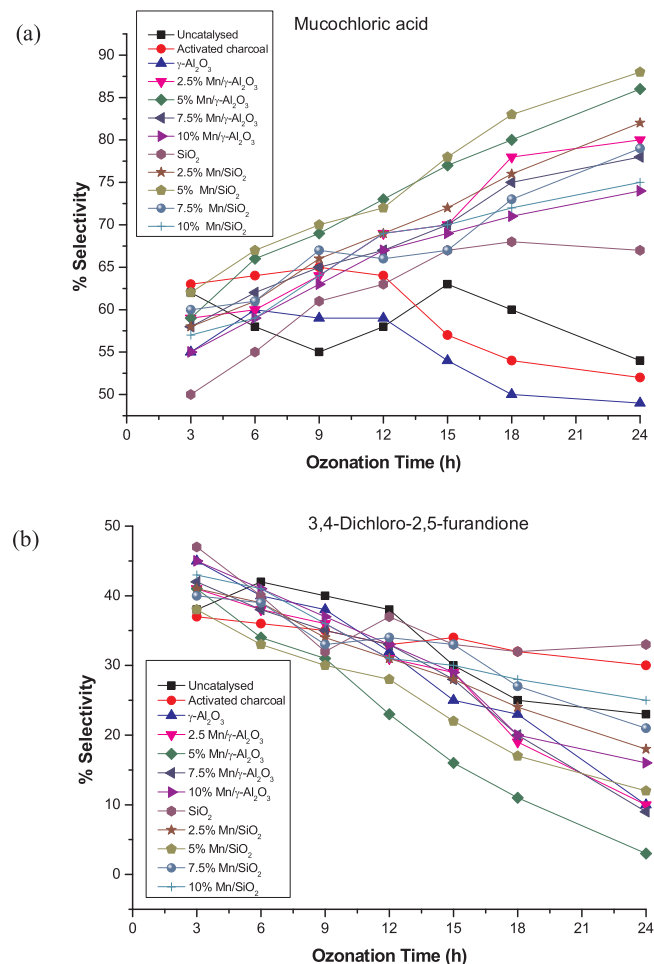 (a)
Mucochloric acid
Uncatalysed
Activated charcoal
γ-Al₂O₃
2.5% Mn/γ-Al₂O₃
5% Mn/γ-Al₂O₃
7.5% Mn/γ-Al₂O₃
10% Mn/γ-Al₂O₃
SiO₂
2.5% Mn/SiO₂
5% Mn/SiO₂
7.5% Mn/SiO₂
10% Mn/SiO₂
% Selectivity
90
85
80
75
70
65
60
55
50
0 3 6 9 12 15 18 21 24
Ozonation Time (h)
(b)
3,4-Dichloro-2,5-furandione
% Selectivity
50
40
30
20
10
0
Uncatalysed
Activated charcoal
γ-Al₂O₃
2.5 Mn/γ-Al₂O₃
5% Mn/γ-Al₂O₃
7.5% Mn/γ-Al₂O₃
10% Mn/γ-Al₂O₃
SiO₂
2.5% Mn/SiO₂
5% Mn/SiO₂
7.5% Mn/SiO₂
10% Mn/SiO₂
0 3 6 9 12 15 18 21 24
Ozonation Time (h)